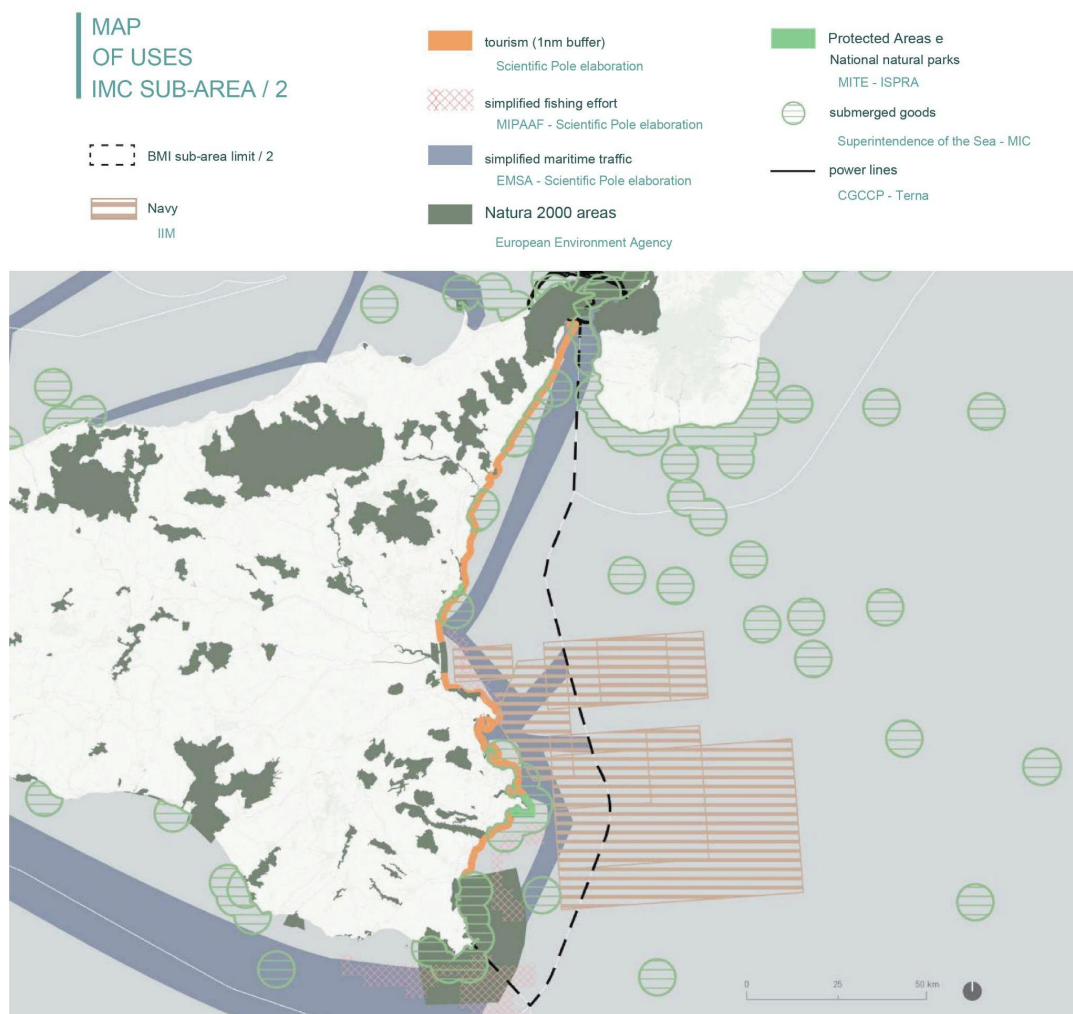 MAP
OF USES
IMC SUB-AREA / 2
BMI sub-area limit / 2
Navy
IIM
tourism (1nm buffer)
Scientific Pole elaboration
simplified fishing effort
MIPAAF - Scientific Pole elaboration
simplified maritime traffic
EMSA - Scientific Pole elaboration
Natura 2000 areas
European Environment Agency
Protected Areas e
National natural parks
MITE - ISPRA
submerged goods
Superintendence of the Sea - MIC
power lines
CGCCP - Terna
0 25 50 km